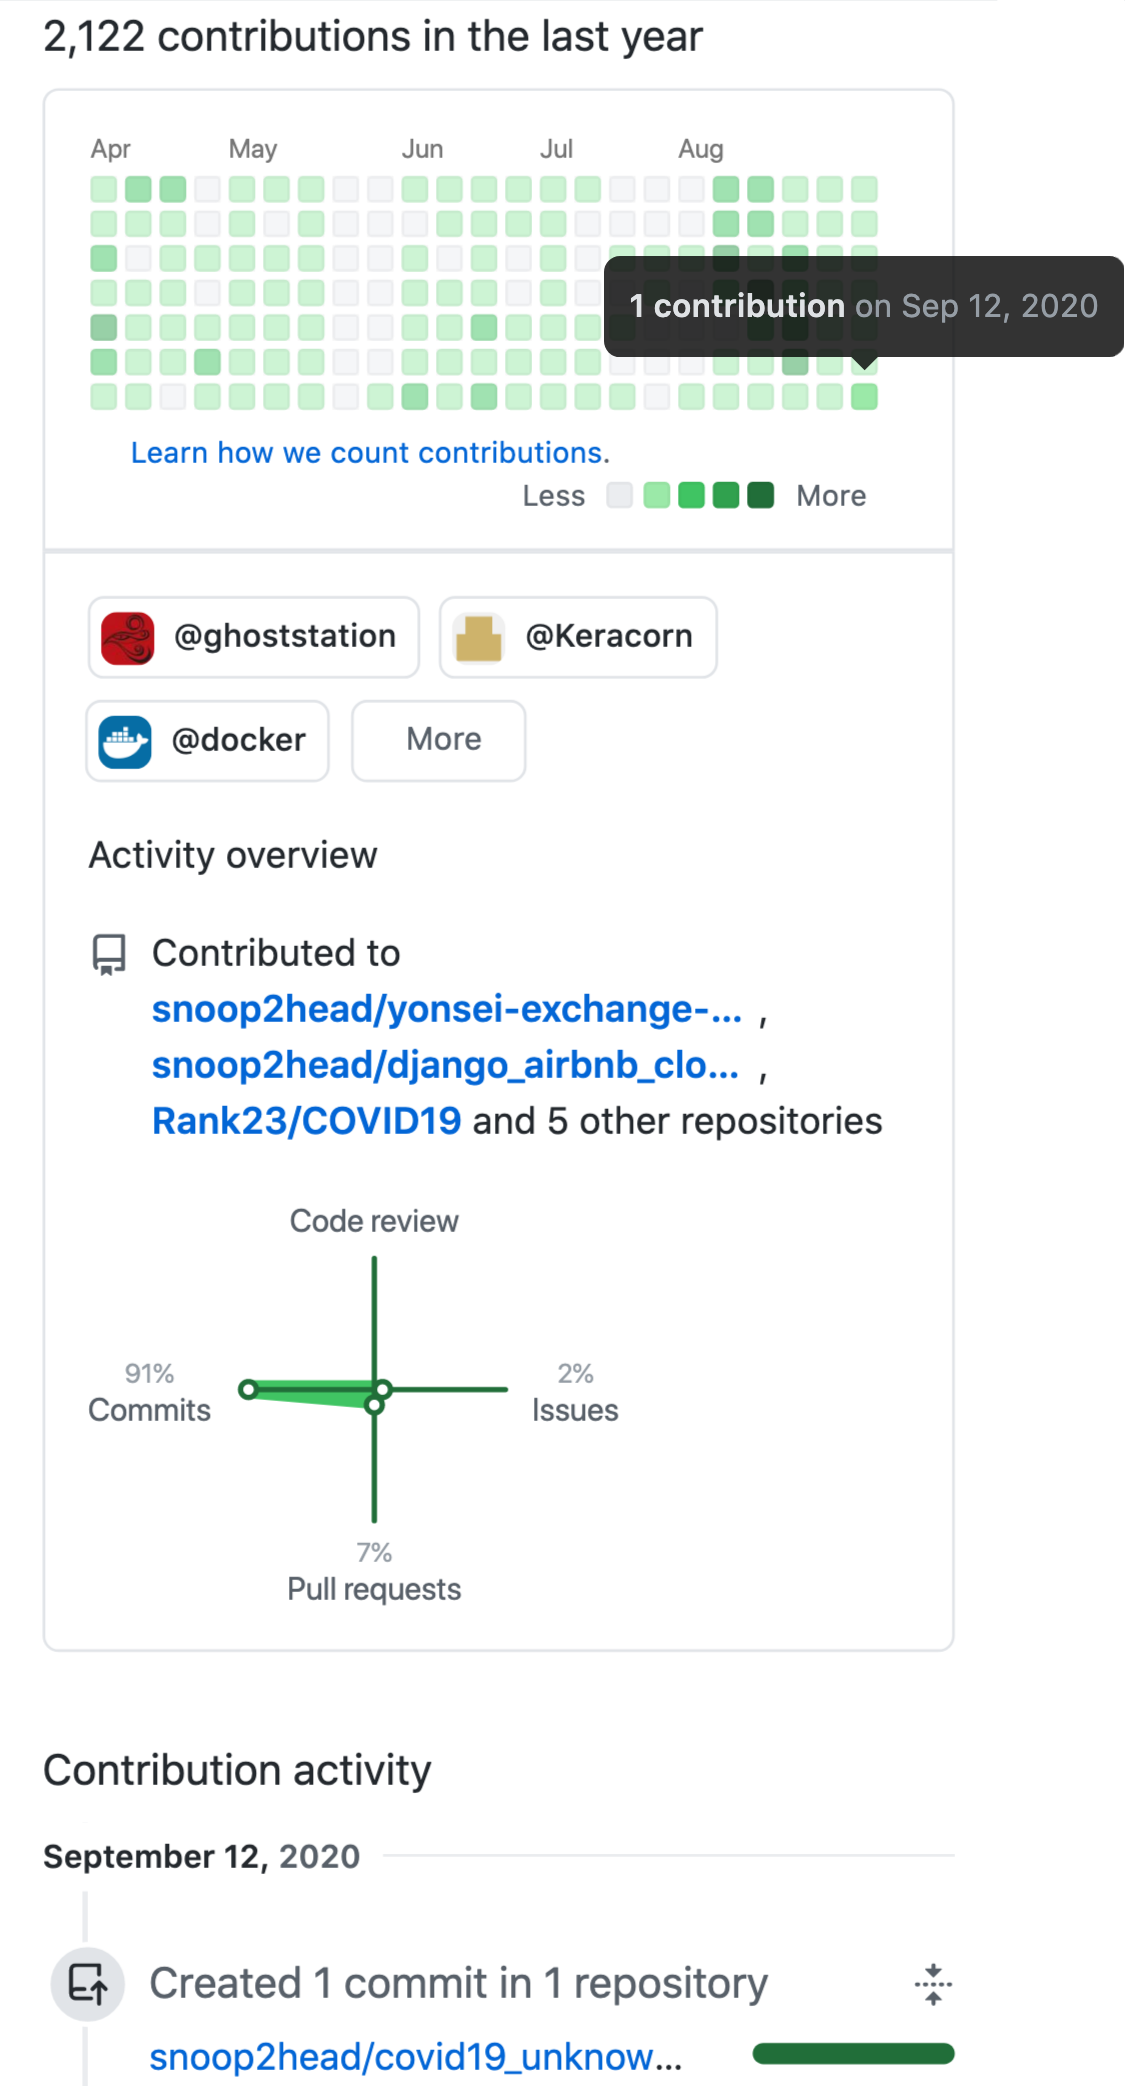 2,122 contributions in the last year
Apr May Jun Jul Aug
1 contribution on Sep 12, 2020
Learn how we count contributions.
Less More
@ghoststation @Keracorn
@docker More
Activity overview
Contributed to
snoop2head/yonsei-exchange-... ,
snoop2head/django_airbnb_clo... ,
Rank23/COVID19 and 5 other repositories
Code review
91% 2%
Commits Issues
7%
Pull requests
Contribution activity
September 12, 2020
Created 1 commit in 1 repository
snoop2head/covid19_unknow...